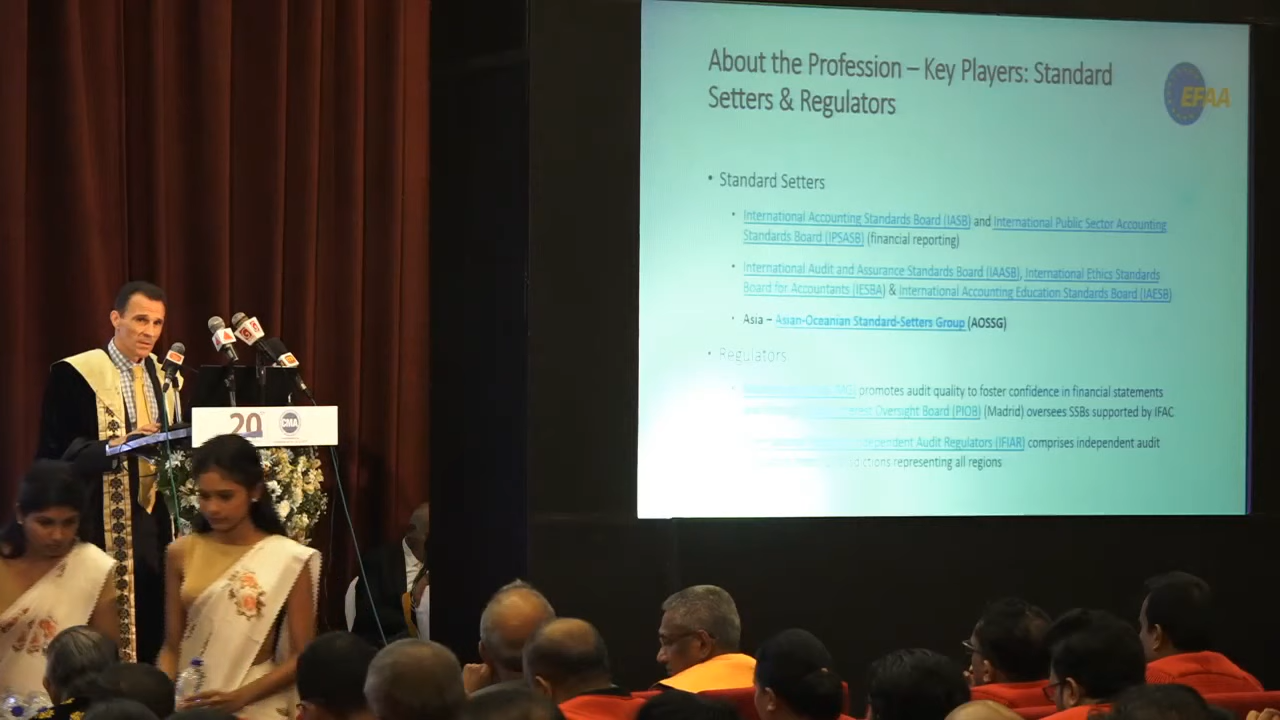 About the Profession – Key Players: Standard
Setters & Regulators
EFAA
• Standard Setters
• International Accounting Standards Board (IASB) and International Public Sector Accounting
Standards Board (IPSASB) (financial reporting)
• International Audit and Assurance Standards Board (IAASB), International Ethics Standards
Board for Accountants (IESBA) & International Accounting Education Standards Board (IAESB)
• Asia – Asian-Oceanian Standard-Setters Group (AOSSG)
• Regulators
promotes audit quality to foster confidence in financial statements
Oversight Board (PIOB) (Madrid) oversees SSBs supported by IFAC
Audit Regulators (IFIAR) comprises independent audit
representing all regions
20
CMA